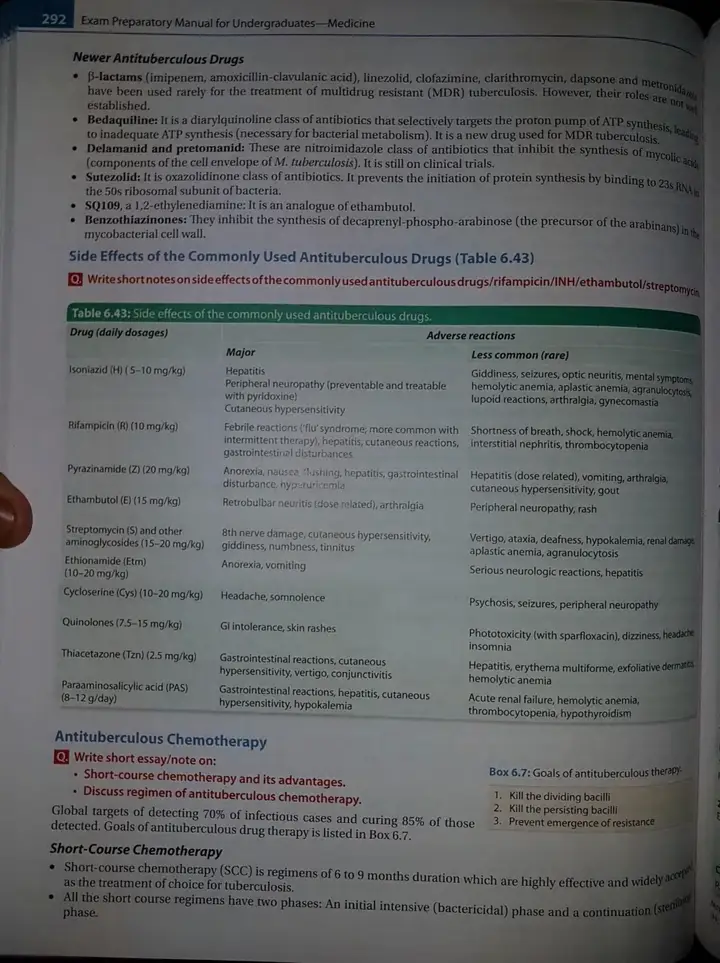 292 Exam Preparatory Manual for Undergraduates—Medicine
Newer Antituberculous Drugs
• β-lactams (imipenem, amoxicillin-clavulanic acid), linezolid, clofazimine, clarithromycin, dapsone and metronidazole
have been used rarely for the treatment of multidrug resistant (MDR) tuberculosis. However, their roles are not well
established.
• Bedaquiline: It is a diarylquinoline class of antibiotics that selectively targets the proton pump of ATP synthesis, leading
to inadequate ATP synthesis (necessary for bacterial metabolism). It is a new drug used for MDR tuberculosis.
• Delamanid and pretomanid: These are nitroimidazole class of antibiotics that inhibit the synthesis of mycolic acids
(components of the cell envelope of M. tuberculosis). It is still on clinical trials.
• Sutezolid: It is oxazolidinone class of antibiotics. It prevents the initiation of protein synthesis by binding to 23s RNA in
the 50s ribosomal subunit of bacteria.
• SQ109, a 1,2-ethylenediamine: It is an analogue of ethambutol.
• Benzothiazinones: They inhibit the synthesis of decaprenyl-phospho-arabinose (the precursor of the arabinans) in the
mycobacterial cell wall.
Side Effects of the Commonly Used Antituberculous Drugs (Table 6.43)
Q. Write short notes on side effects of the commonly used antituberculous drugs/rifampicin/INH/ethambutol/streptomycin
Table 6.43: Side effects of the commonly used antituberculous drugs.
Drug (daily dosages) Adverse reactions
Major Less common (rare)
Isoniazid (H) ( 5–10 mg/kg) Hepatitis Giddiness, seizures, optic neuritis, mental symptoms,
Peripheral neuropathy (preventable and treatable hemolytic anemia, aplastic anemia, agranulocytosis,
with pyridoxine) lupoid reactions, arthralgia, gynecomastia
Cutaneous hypersensitivity
Rifampicin (R) (10 mg/kg) Febrile reactions ('flu' syndrome; more common with Shortness of breath, shock, hemolytic anemia,
intermittent therapy), hepatitis, cutaneous reactions, interstitial nephritis, thrombocytopenia
gastrointestinal disturbances
Pyrazinamide (Z) (20 mg/kg) Anorexia, nausea, flushing, hepatitis, gastrointestinal Hepatitis (dose related), vomiting, arthralgia,
disturbance, hyperuricemia cutaneous hypersensitivity, gout
Ethambutol (E) (15 mg/kg) Retrobulbar neuritis (dose related), arthralgia Peripheral neuropathy, rash
Streptomycin (S) and other 8th nerve damage, cutaneous hypersensitivity, Vertigo, ataxia, deafness, hypokalemia, renal damage,
aminoglycosides (15–20 mg/kg) giddiness, numbness, tinnitus aplastic anemia, agranulocytosis
Ethionamide (Etm) Anorexia, vomiting Serious neurologic reactions, hepatitis
(10–20 mg/kg)
Cycloserine (Cys) (10–20 mg/kg) Headache, somnolence Psychosis, seizures, peripheral neuropathy
Quinolones (7.5–15 mg/kg) GI intolerance, skin rashes Phototoxicity (with sparfloxacin), dizziness, headache
insomnia
Thiacetazone (Tzn) (2.5 mg/kg) Gastrointestinal reactions, cutaneous Hepatitis, erythema multiforme, exfoliative dermatitis,
hypersensitivity, vertigo, conjunctivitis hemolytic anemia
Paraaminosalicylic acid (PAS) Gastrointestinal reactions, hepatitis, cutaneous Acute renal failure, hemolytic anemia,
(8–12 g/day) hypersensitivity, hypokalemia thrombocytopenia, hypothyroidism
Antituberculous Chemotherapy
Q. Write short essay/note on:
• Short-course chemotherapy and its advantages.
• Discuss regimen of antituberculous chemotherapy.
Global targets of detecting 70% of infectious cases and curing 85% of those
detected. Goals of antituberculous drug therapy is listed in Box 6.7.
Box 6.7: Goals of antituberculous therapy.
1. Kill the dividing bacilli
2. Kill the persisting bacilli
3. Prevent emergence of resistance
Short-Course Chemotherapy
• Short-course chemotherapy (SCC) is regimens of 6 to 9 months duration which are highly effective and widely accepted
as the treatment of choice for tuberculosis.
• All the short course regimens have two phases: An initial intensive (bactericidal) phase and a continuation (sterilizing)
phase.